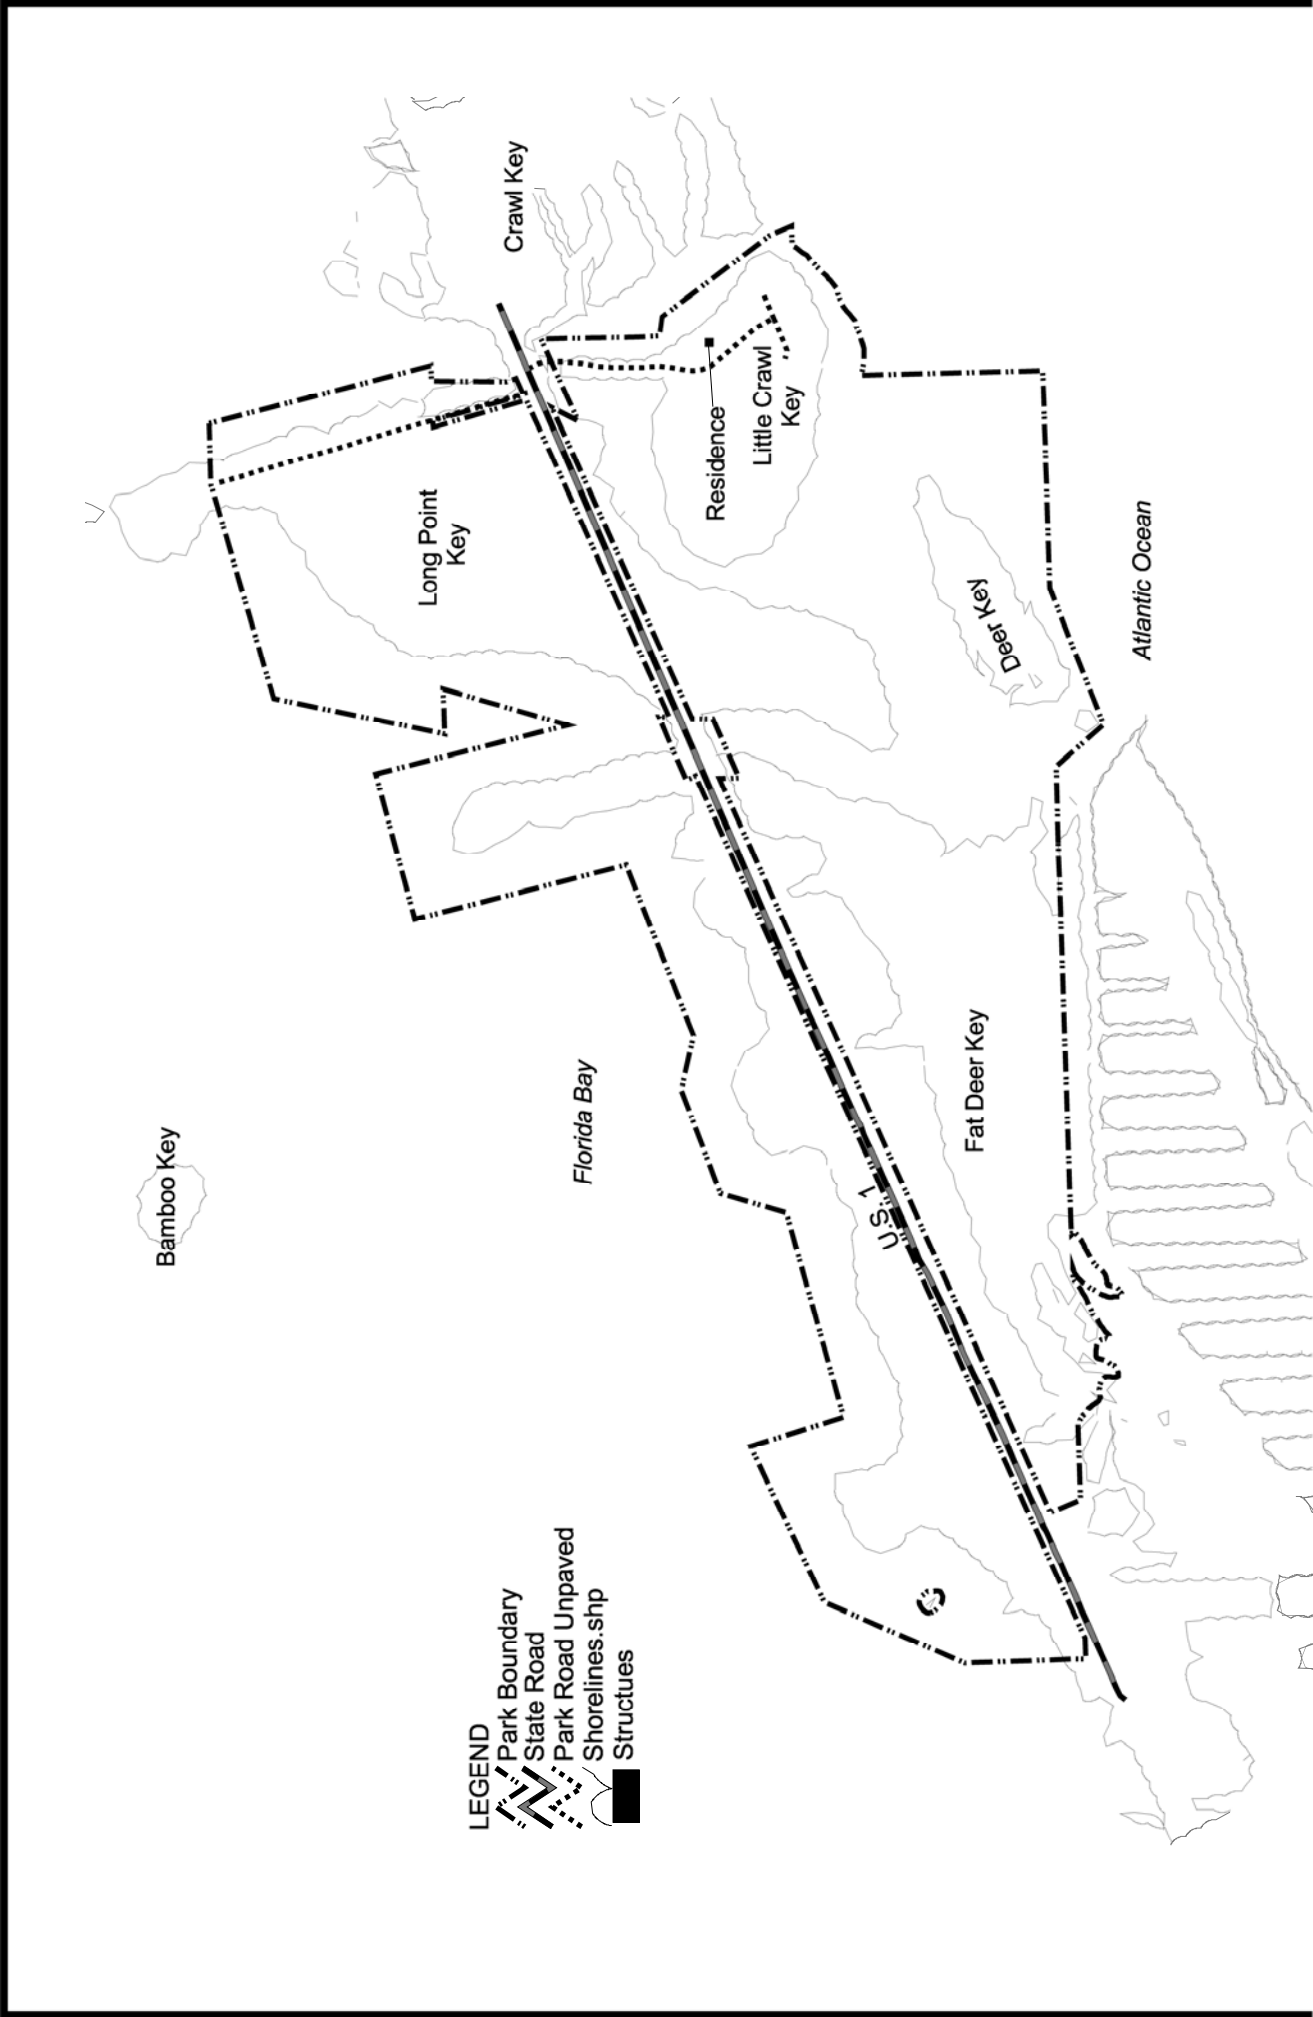 Bamboo Key
Crawl Key
Long Point
Key
Residence
Little Crawl
Key
Deer Key
Atlantic Ocean
Florida Bay
Fat Deer Key
U.S. 1
LEGEND
Park Boundary
State Road
Park Road Unpaved
Shorelines.shp
Structues